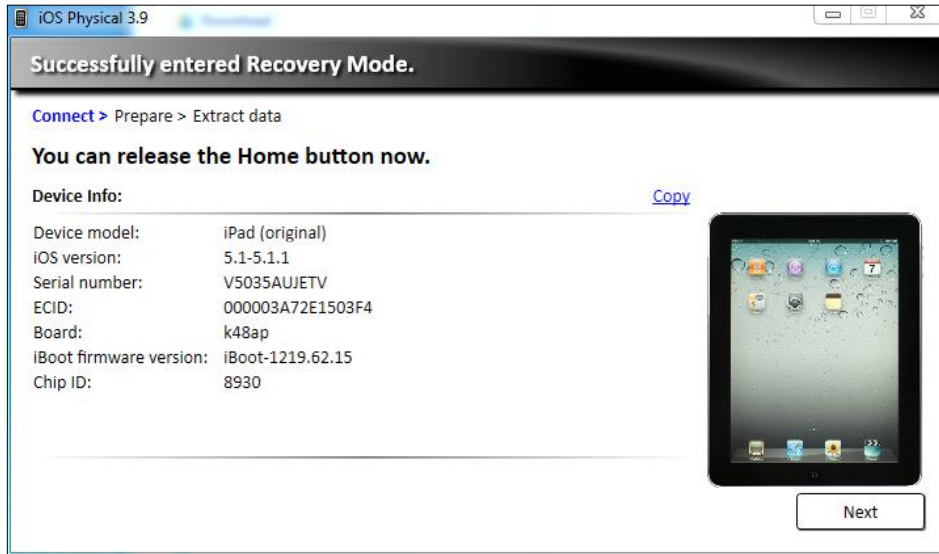 iOS Physical 3.9
Successfully entered Recovery Mode.
Connect > Prepare > Extract data
You can release the Home button now.
Device Info: Copy
Device model: iPad (original)
iOS version: 5.1-5.1.1
Serial number: V5035AUJETV
ECID: 000003A72E1503F4
Board: k48ap
iBoot firmware version: iBoot-1219.62.15
Chip ID: 8930
7
Next